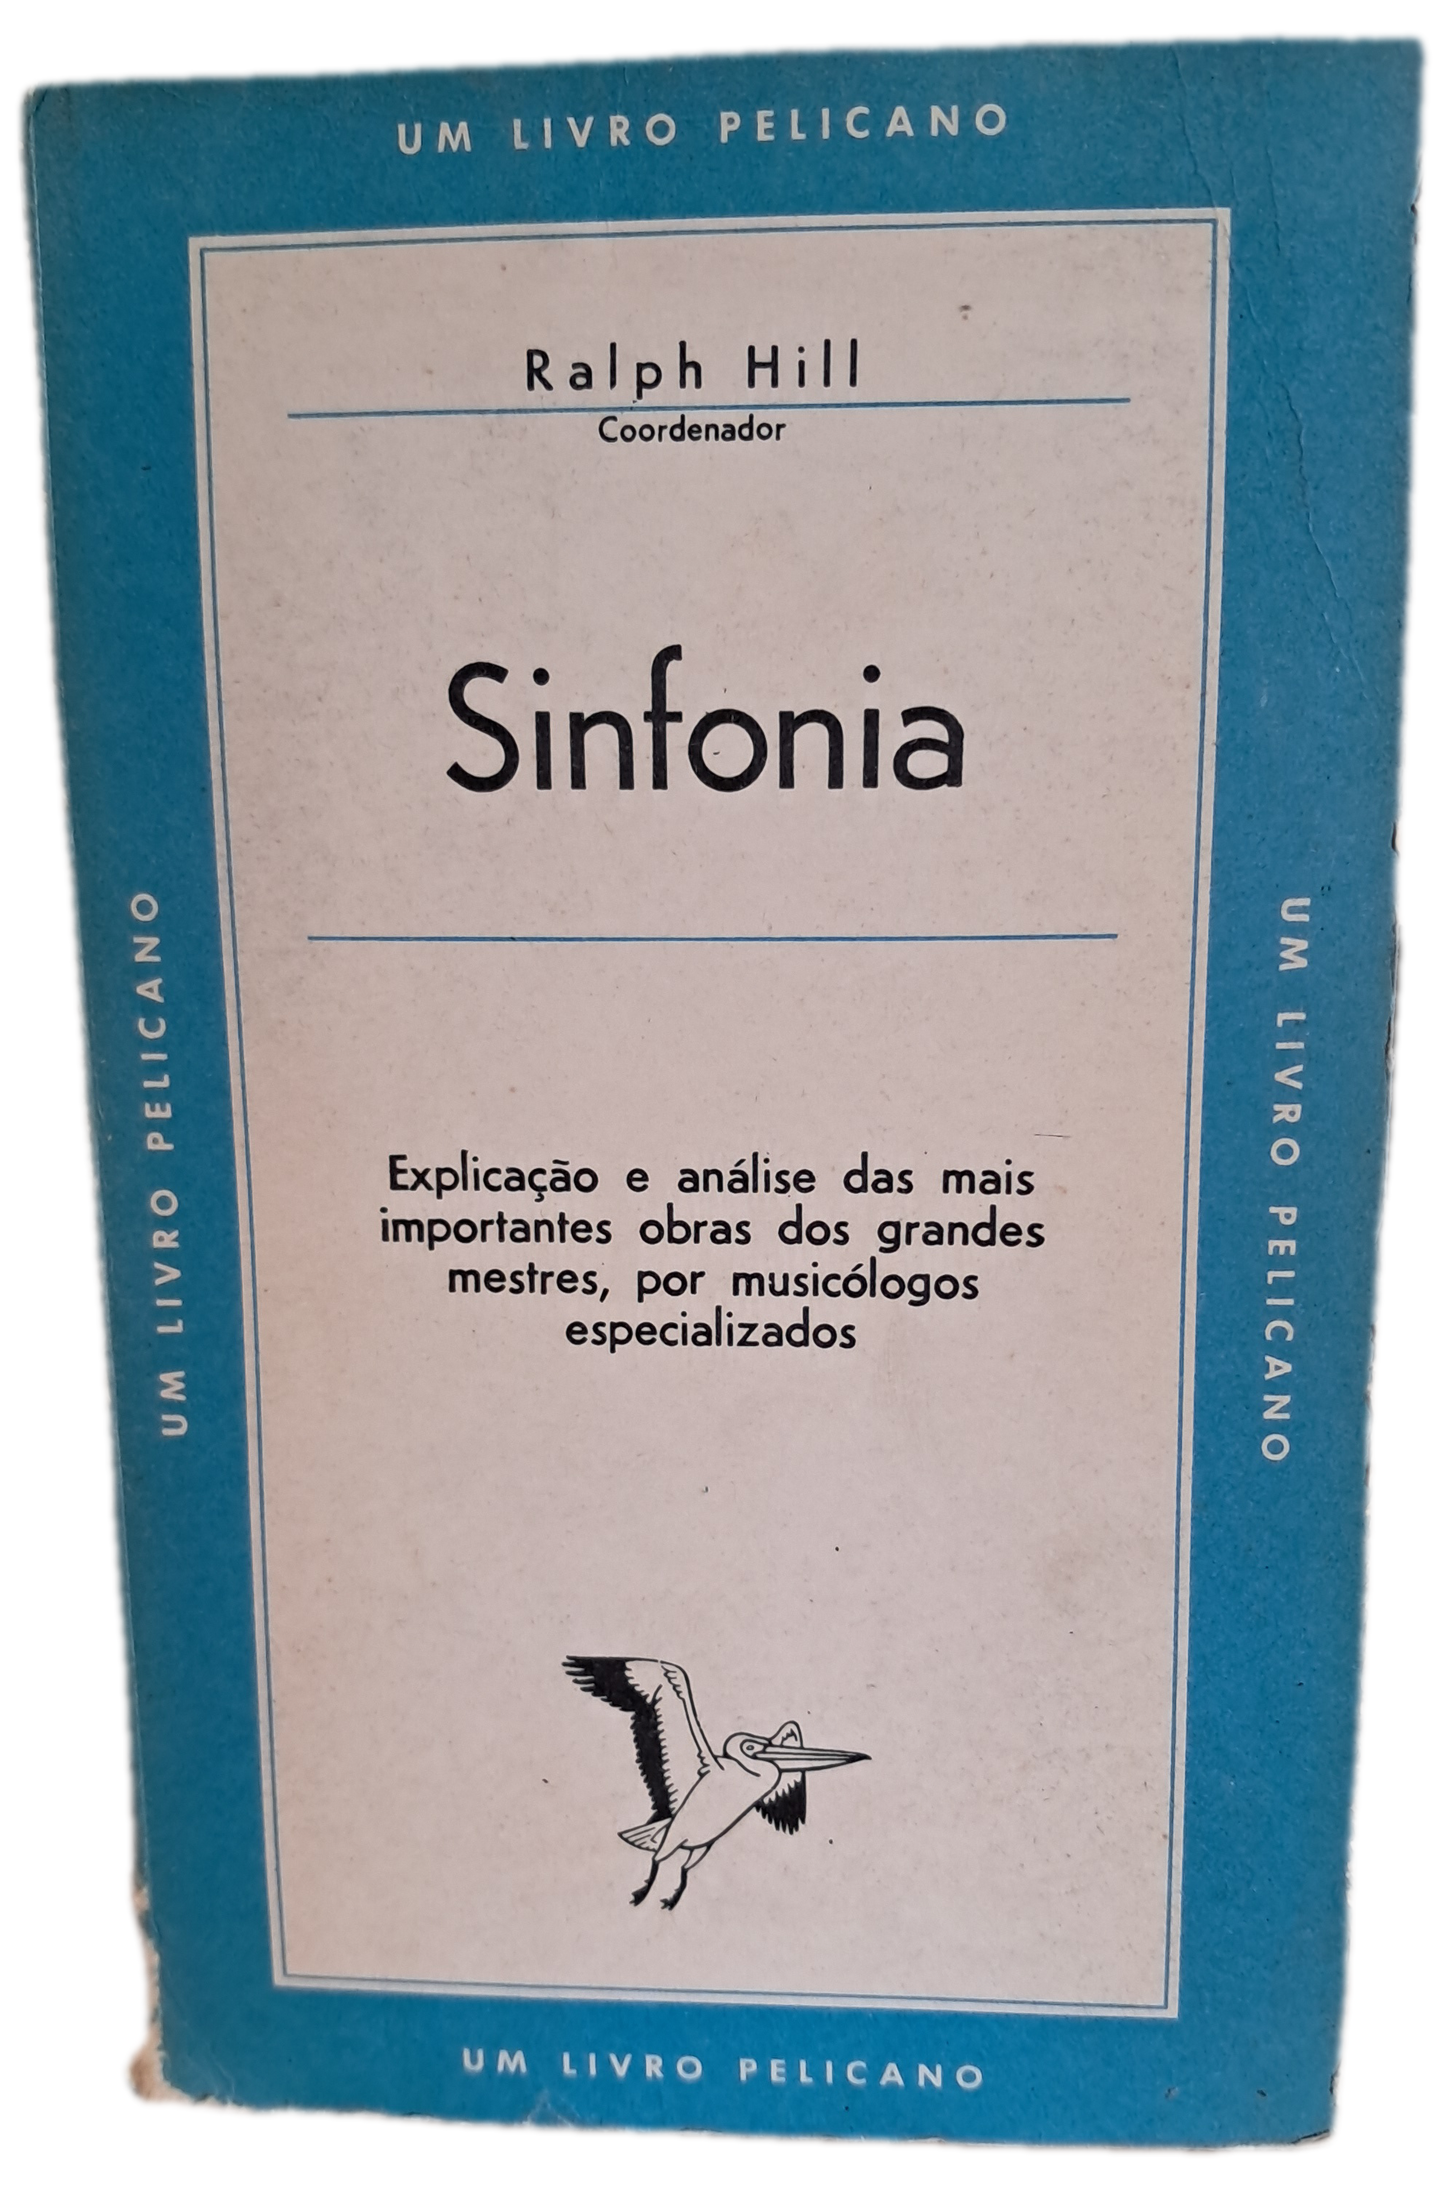 UM LIVRO PELICANO
Ralph Hill
Coordenador
Sinfonia
UM LIVRO PELICANO
UM LIVRO PELICANO
Explicação e análise das mais
importantes obras dos grandes
mestres, por musicólogos
especializados
UM LIVRO PELICANO